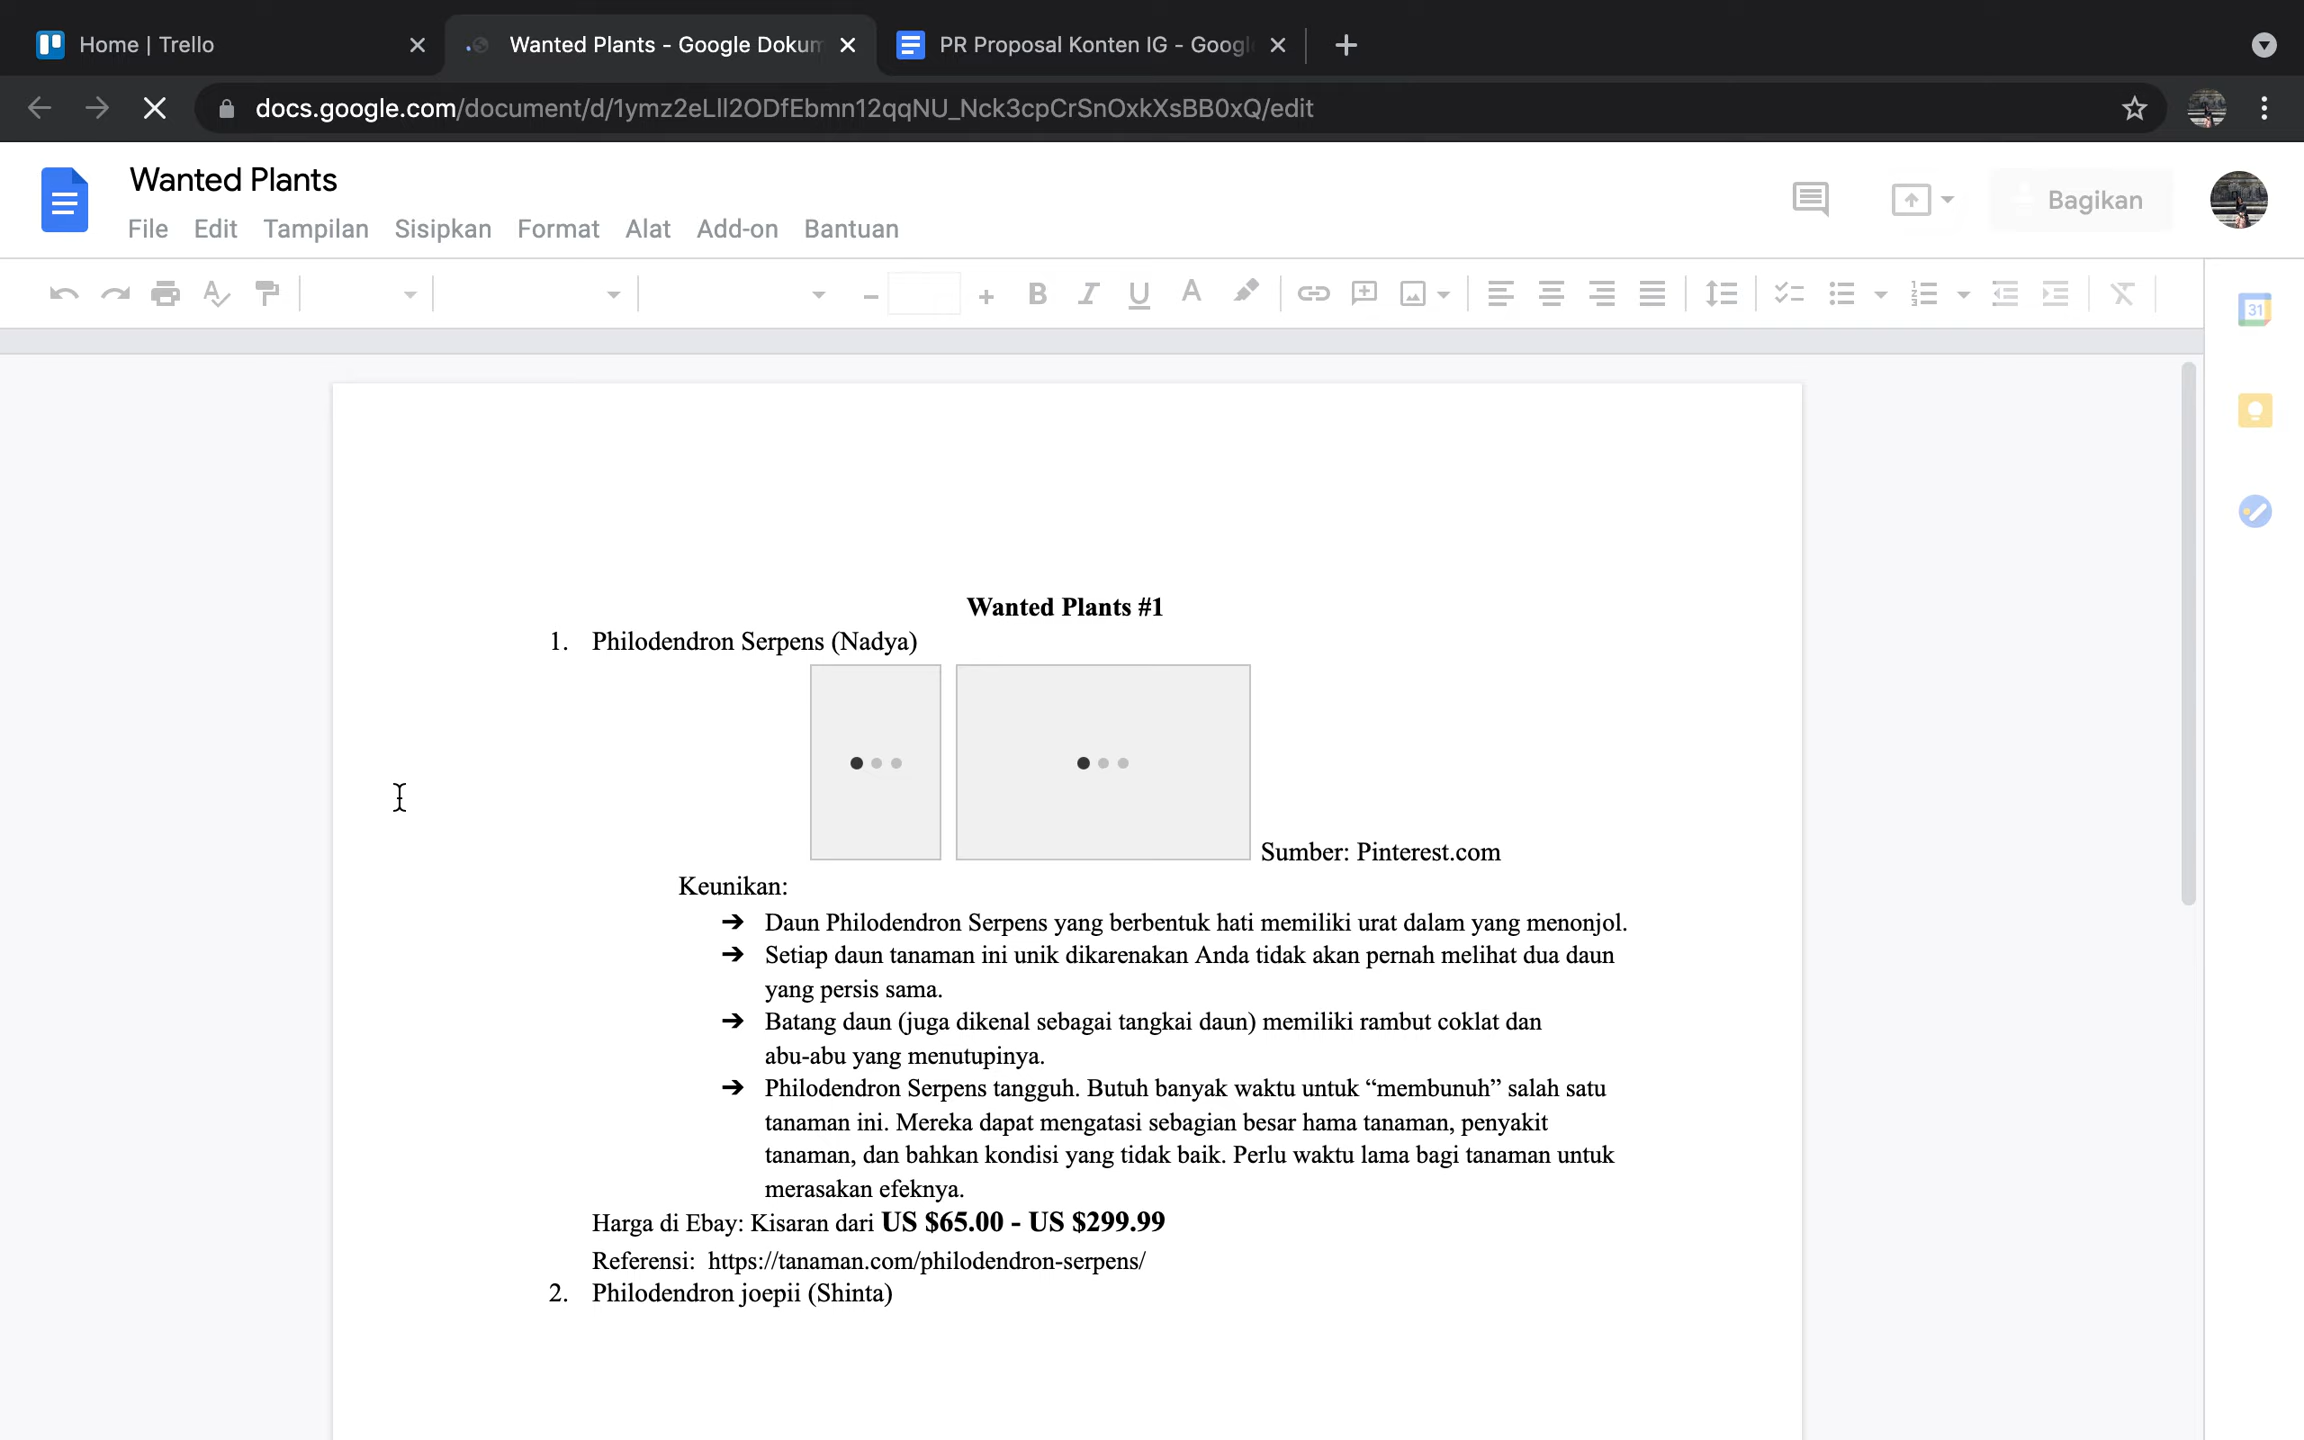 Home | Trello
Wanted Plants - Google Dokum
PR Proposal Konten IG - Googl
docs.google.com/document/d/1ymz2eLll2ODfEbmn12qqNU_Nck3cpCrSnOxkXsBB0xQ/edit
Wanted Plants
File Edit Tampilan Sisipkan Format Alat Add-on Bantuan
Bagikan
31
Wanted Plants #1
1. Philodendron Serpens (Nadya)
Sumber: Pinterest.com
Keunikan:
➔ Daun Philodendron Serpens yang berbentuk hati memiliki urat dalam yang menonjol.
➔ Setiap daun tanaman ini unik dikarenakan Anda tidak akan pernah melihat dua daun
yang persis sama.
➔ Batang daun (juga dikenal sebagai tangkai daun) memiliki rambut coklat dan
abu-abu yang menutupinya.
➔ Philodendron Serpens tangguh. Butuh banyak waktu untuk “membunuh” salah satu
tanaman ini. Mereka dapat mengatasi sebagian besar hama tanaman, penyakit
tanaman, dan bahkan kondisi yang tidak baik. Perlu waktu lama bagi tanaman untuk
merasakan efeknya.
Harga di Ebay: Kisaran dari US $65.00 - US $299.99
Referensi: https://tanaman.com/philodendron-serpens/
2. Philodendron joepii (Shinta)